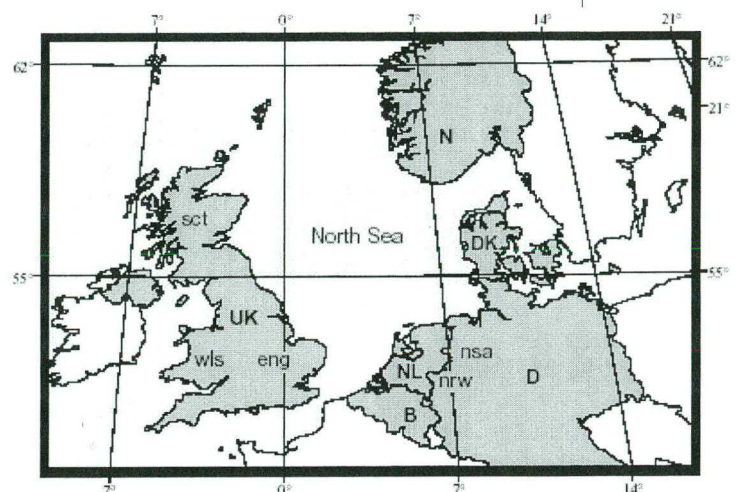 7° 0° 7° 14° 21°
62° 62°
21°
N
sct
North Sea
DK
55° 55°
UK
wls eng
nsa
NL
nrw
D
B
7° 0° 7° 14°